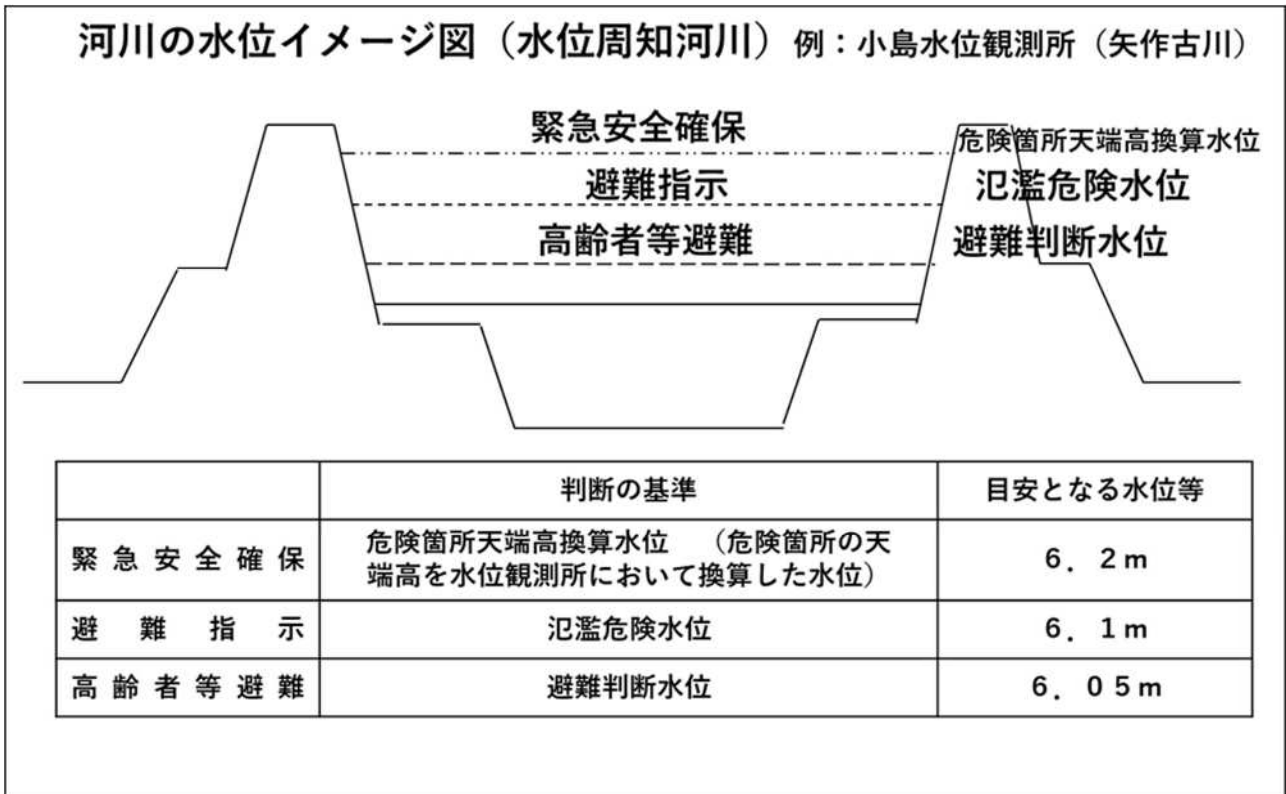 河川の水位イメージ図（水位周知河川）例：小島水位観測所（矢作古川）
緊急安全確保
危険箇所天端高換算水位
避難指示
氾濫危険水位
高齢者等避難
避難判断水位
判断の基準
目安となる水位等
緊急安全確保
危険箇所天端高換算水位　（危険箇所の天
端高を水位観測所において換算した水位）
６．２ｍ
避難指示
氾濫危険水位
６．１ｍ
高齢者等避難
避難判断水位
６．０５ｍ